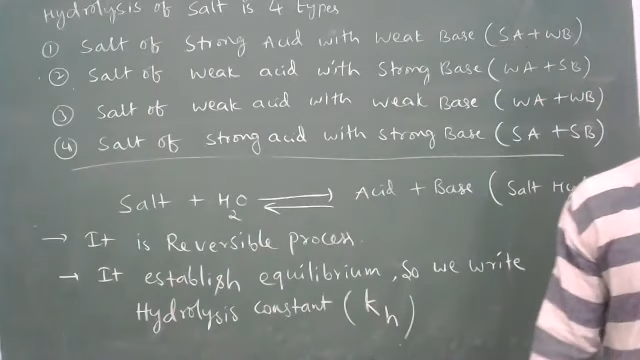 Hydrolysis of Salt is 4 types
① Salt of Strong Acid with weak Base (SA+WB)
② Salt of weak acid with Strong Base (WA+SB)
③ Salt of weak acid with weak Base (WA+WB)
④ Salt of strong acid with strong Base (SA+SB)
Salt + H2O ⇌ Acid + Base (Salt
→ It is Reversible process.
→ It establish equilibrium, So we write
Hydrolysis constant (kh)